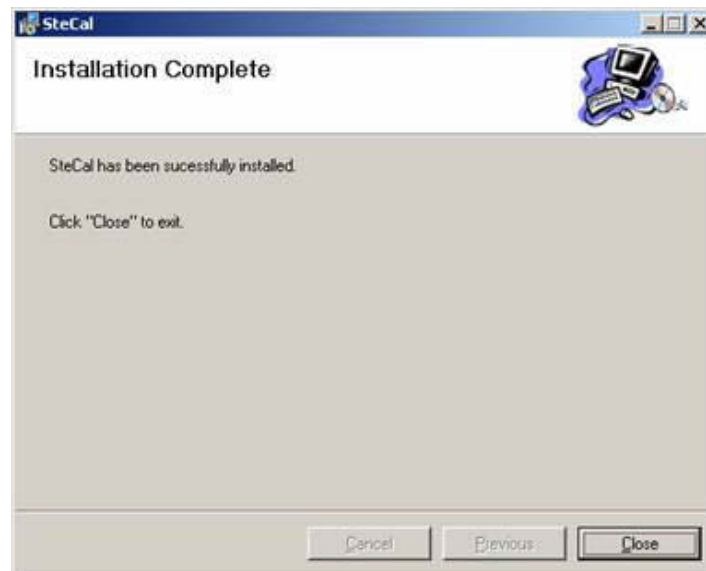 SteCal
Installation Complete
SteCal has been sucessfully installed.
Click "Close" to exit.
Cancel Previous Close